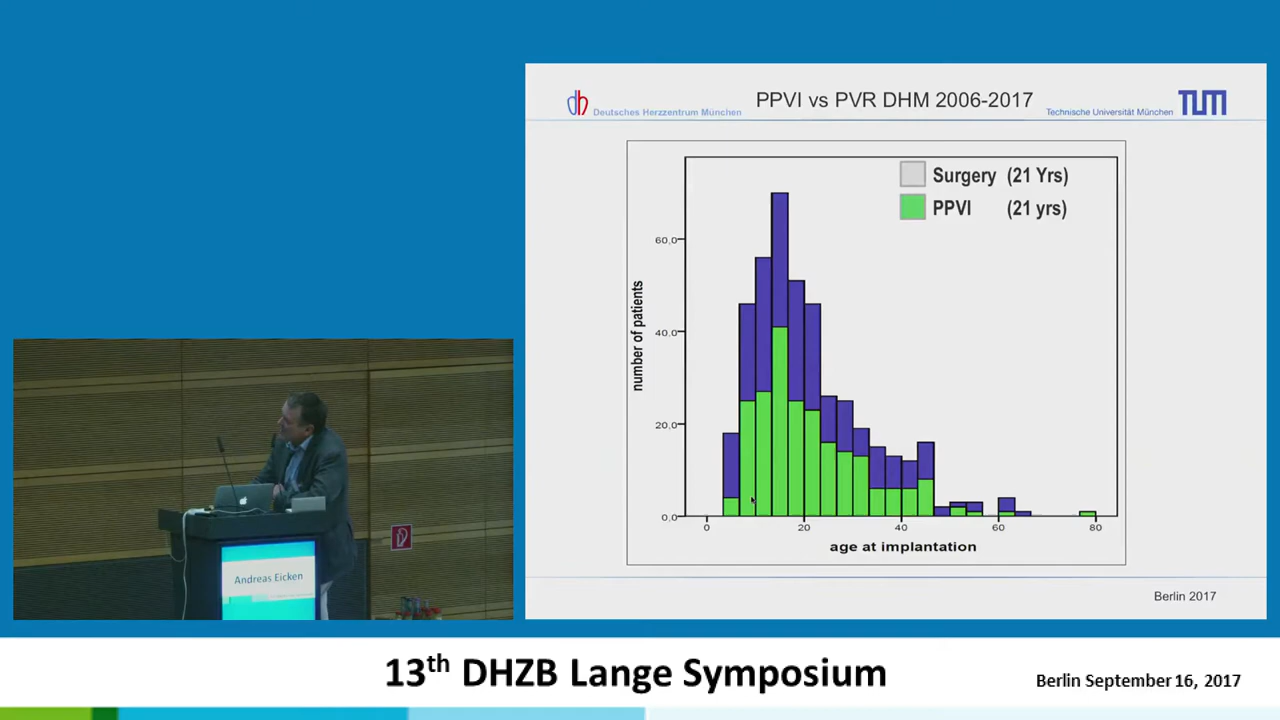 dh Deutsches Herzzentrum München
PPVI vs PVR DHM 2006-2017
Technische Universität München TUM
Surgery (21 Yrs)
PPVI (21 yrs)
number of patients
60,0
40,0
20,0
0,0
0 20 40 60 80
age at implantation
Berlin 2017
Andreas Eicken
13th DHZB Lange Symposium
Berlin September 16, 2017